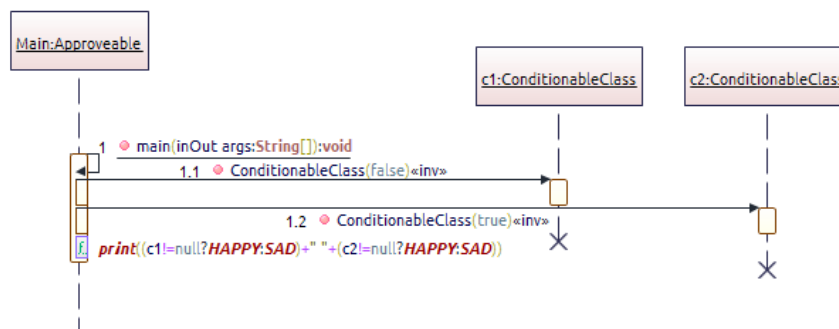 Main:Approveable
c1:ConditionableClass
c2:ConditionableClass
1 main(inOut args:String[]):void
1.1 ConditionableClass(false)«inv»
1.2 ConditionableClass(true)«inv»
f. print((c1!=null?HAPPY:SAD)+" "+(c2!=null?HAPPY:SAD))